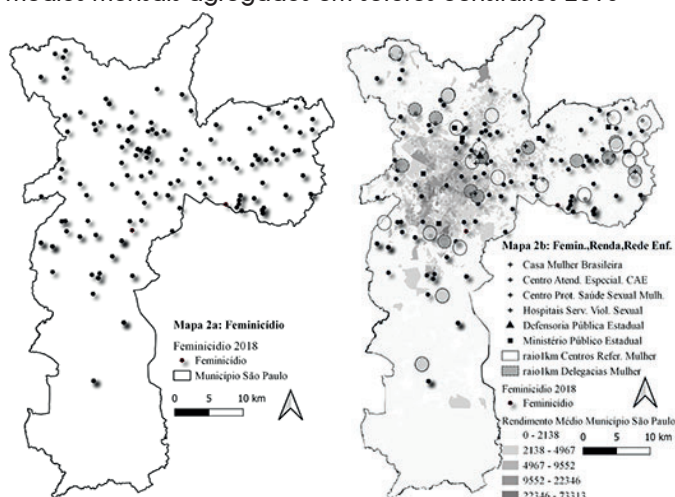 médios mensais agregados em setores censitários 2010
Mapa 2a: Feminicídio
Feminicídio 2018
Feminicídio
Município São Paulo
0 5 10 km
Mapa 2b: Femin.,Renda,Rede Enf.
Casa Mulher Brasileira
Centro Atend. Especial. CAE
Centro Prot. Saúde Sexual Mulh.
Hospitais Serv. Viol. Sexual
Defensoria Pública Estadual
Ministério Público Estadual
raio1km Centros Refer. Mulher
raio1km Delegacias Mulher
Feminicídio 2018
Feminicídio
Rendimento Médio Município São Paulo
0 - 2138
2138 - 4967
4967 - 9552
9552 - 22346
22346 - 73313
0 5 10 km